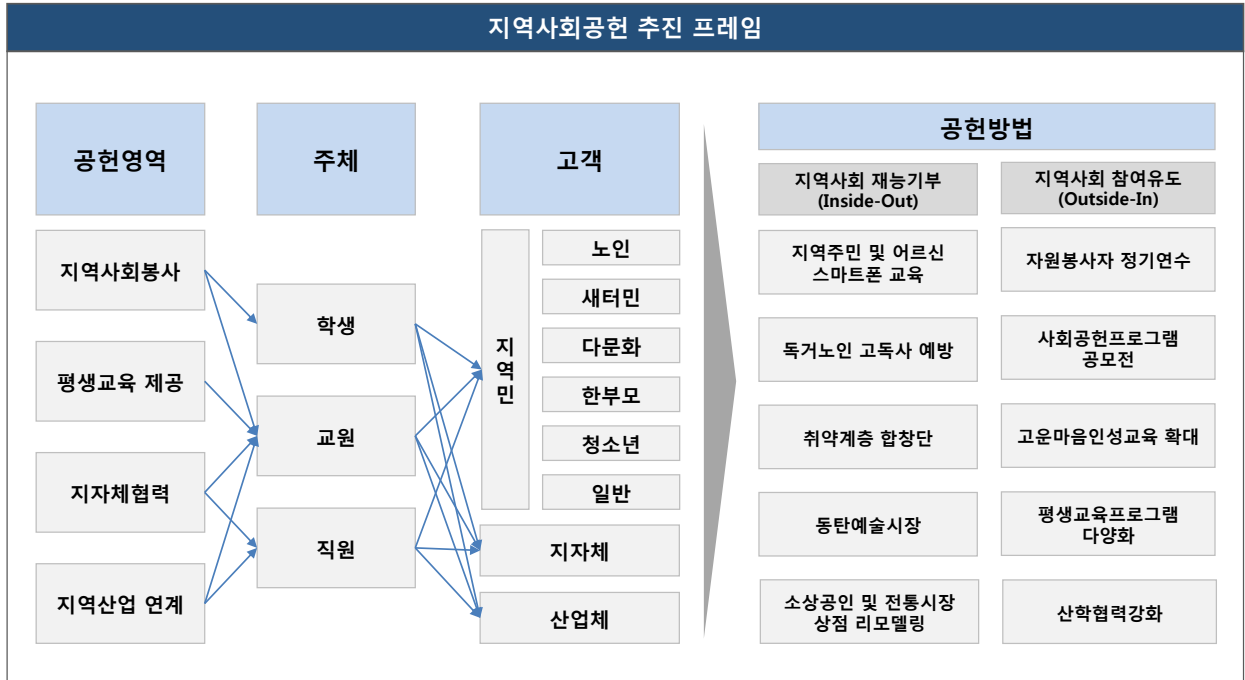 지역사회공헌 추진 프레임
공헌영역
지역사회봉사
평생교육 제공
지자체협력
지역산업 연계
주체
학생
교원
직원
고객
지
역
민
노인
새터민
다문화
한부모
청소년
일반
지자체
산업체
공헌방법
지역사회 재능기부
(Inside-Out)
지역주민 및 어르신
스마트폰 교육
독거노인 고독사 예방
취약계층 합창단
동탄예술시장
소상공인 및 전통시장
상점 리모델링
지역사회 참여유도
(Outside-In)
자원봉사자 정기연수
사회공헌프로그램
공모전
고운마음인성교육 확대
평생교육프로그램
다양화
산학협력강화